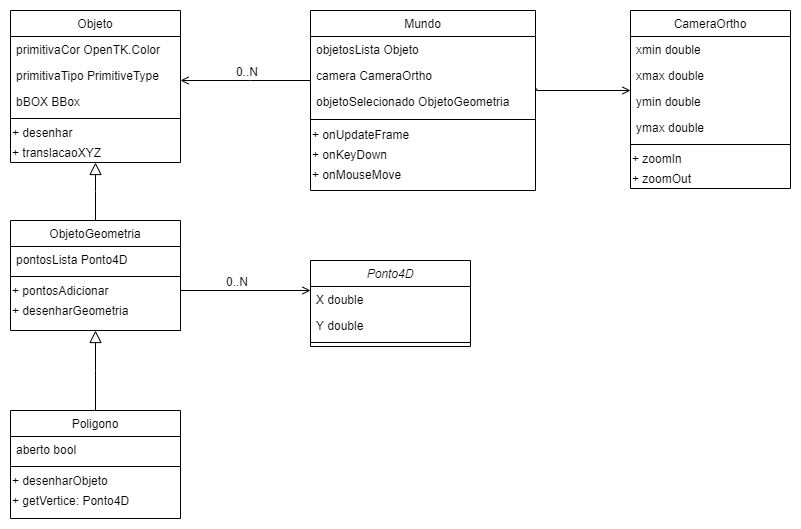 Objeto
primitivaCor OpenTK.Color
primitivaTipo PrimitiveType
bBOX BBox
+ desenhar
+ translacaoXYZ
0..N
Mundo
objetosLista Objeto
camera CameraOrtho
objetoSelecionado ObjetoGeometria
+ onUpdateFrame
+ onKeyDown
+ onMouseMove
CameraOrtho
xmin double
xmax double
ymin double
ymax double
+ zoomIn
+ zoomOut
ObjetoGeometria
pontosLista Ponto4D
+ pontosAdicionar
+ desenharGeometria
0..N
Ponto4D
X double
Y double
Poligono
aberto bool
+ desenharObjeto
+ getVertice: Ponto4D